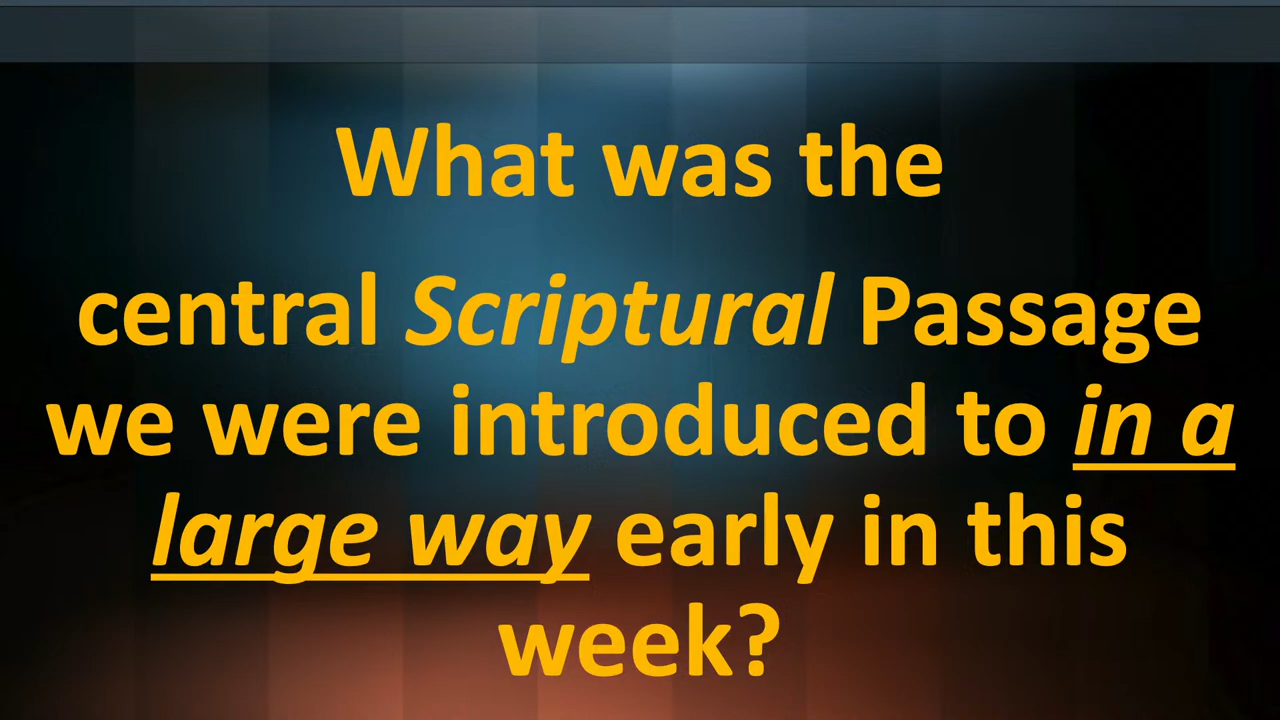 What was the
central Scriptural Passage
we were introduced to in a
large way early in this
week?